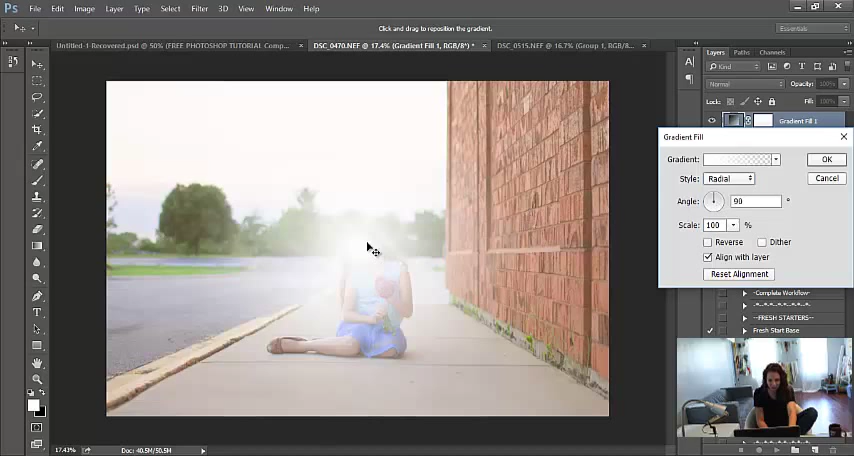 Ps File Edit Image Layer Type Select Filter 3D View Window Help
Click and drag to reposition the gradient.
Essentials
Untitled-1 Recovered.psd @ 50% (FREE PHOTOSHOP TUTORIAL Com... ×
DSC_0470.NEF @ 17.4% (Gradient Fill 1, RGB/8*) * ×
DSC_0515.NEF @ 16.7% (Group 1, RGB/8... ×
Layers Paths Channels
Kind
Normal Opacity: 100%
Lock: Fill: 100%
Gradient Fill 1
Gradient Fill
Gradient: OK
Style: Radial Cancel
Angle: 90 °
Scale: 100 %
Reverse Dither
Align with layer
Reset Alignment
-Complete Workflow-
--FRESH STARTERS--
Fresh Start Base
17.43% Doc: 40.5M/50.5M